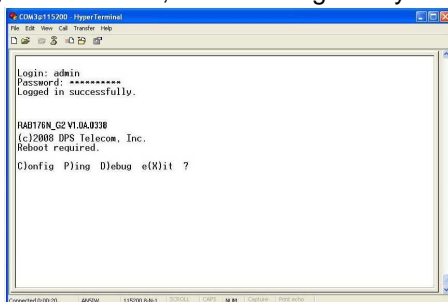 COM3@115200 - HyperTerminal
File Edit View Call Transfer Help
Login: admin
Password: **********
Logged in successfully.
RAB176N_G2 V1.0A.0338
(c)2008 DPS Telecom, Inc.
Reboot required.
C)onfig P)ing D)ebug e(X)it ?
Connected 0:00:20 ANSIW 115200 8-N-1 SCROLL CAPS NUM Capture Print echo